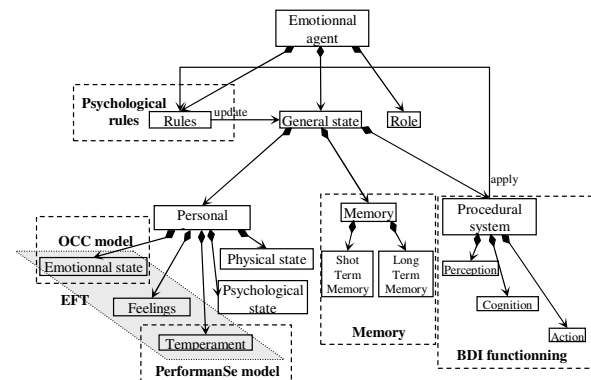 Emotionnal
agent
Psychological
rules
Rules
update
General state
Role
apply
Personal
Memory
Procedural
system
OCC model
Emotionnal state
Physical state
Shot
Term
Memory
Long
Term
Memory
Perception
EFT
Feelings
Psychological
state
Cognition
Temperament
Memory
Action
PerformanSe model
BDI functionning